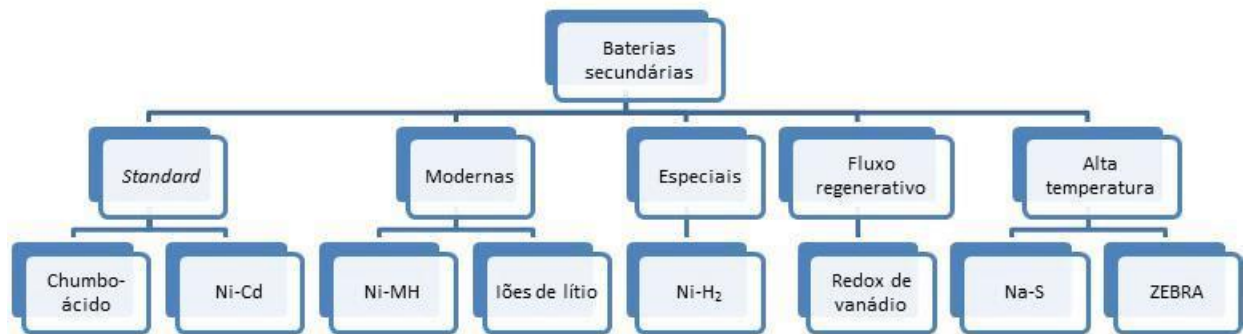 Baterias
secundárias
Standard
Modernas
Especiais
Fluxo
regenerativo
Alta
temperatura
Chumbo-
ácido
Ni-Cd
Ni-MH
Iões de lítio
Ni-H₂
Redox de
vanádio
Na-S
ZEBRA